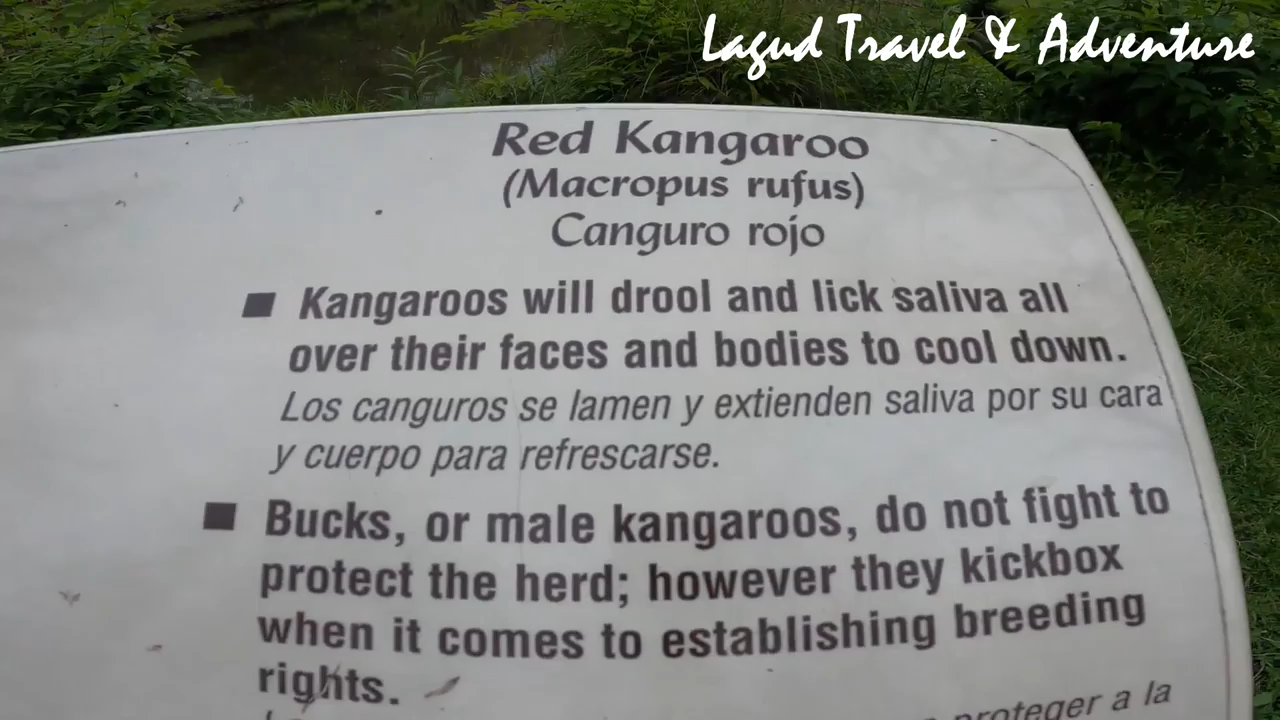 Lagud Travel & Adventure
Red Kangaroo
(Macropus rufus)
Canguro rojo
■ Kangaroos will drool and lick saliva all
over their faces and bodies to cool down.
Los canguros se lamen y extienden saliva por su cara
y cuerpo para refrescarse.
■ Bucks, or male kangaroos, do not fight to
protect the herd; however they kickbox
when it comes to establishing breeding
rights.
proteger a la